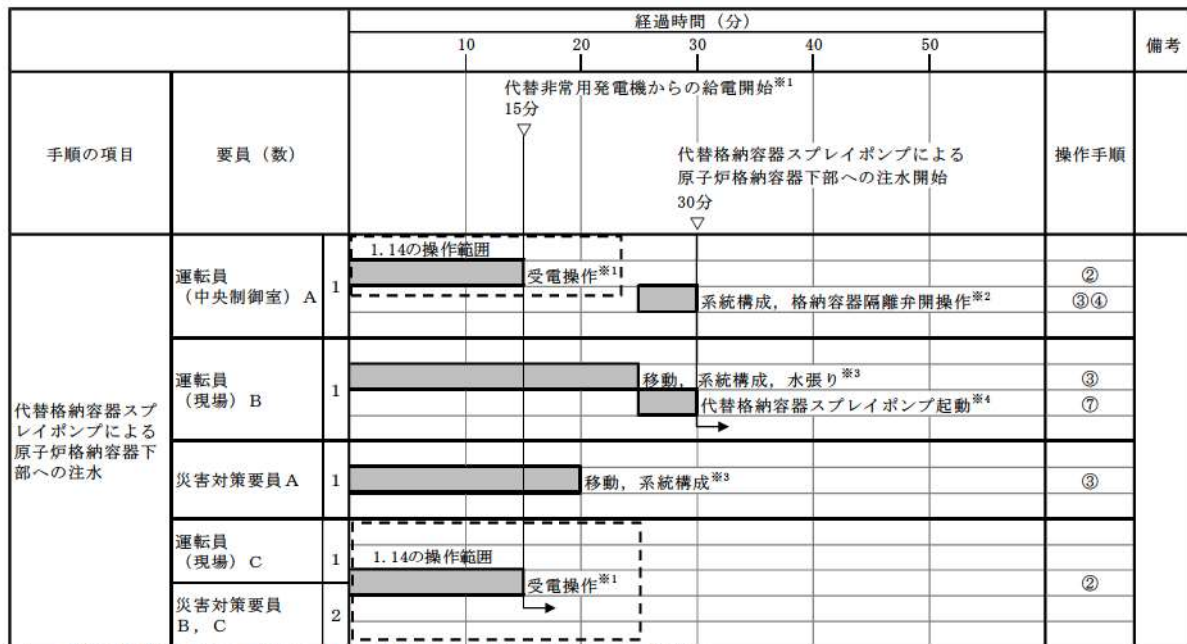 経過時間（分）
10 20 30 40 50
備考
手順の項目
要員（数）
操作手順
代替非常用発電機からの給電開始※1
15分
▽
代替格納容器スプレイポンプによる
原子炉格納容器下部への注水開始
30分
▽
代替格納容器スプ
レイポンプによる
原子炉格納容器下
部への注水
運転員
（中央制御室）A
1
1.14の操作範囲
受電操作※1
②
系統構成，格納容器隔離弁開操作※2
③④
運転員
（現場）B
1
移動，系統構成，水張り※3
③
代替格納容器スプレイポンプ起動※4
⑦
災害対策要員A
1
移動，系統構成※3
③
運転員
（現場）C
1
1.14の操作範囲
受電操作※1
②
災害対策要員
B，C
2